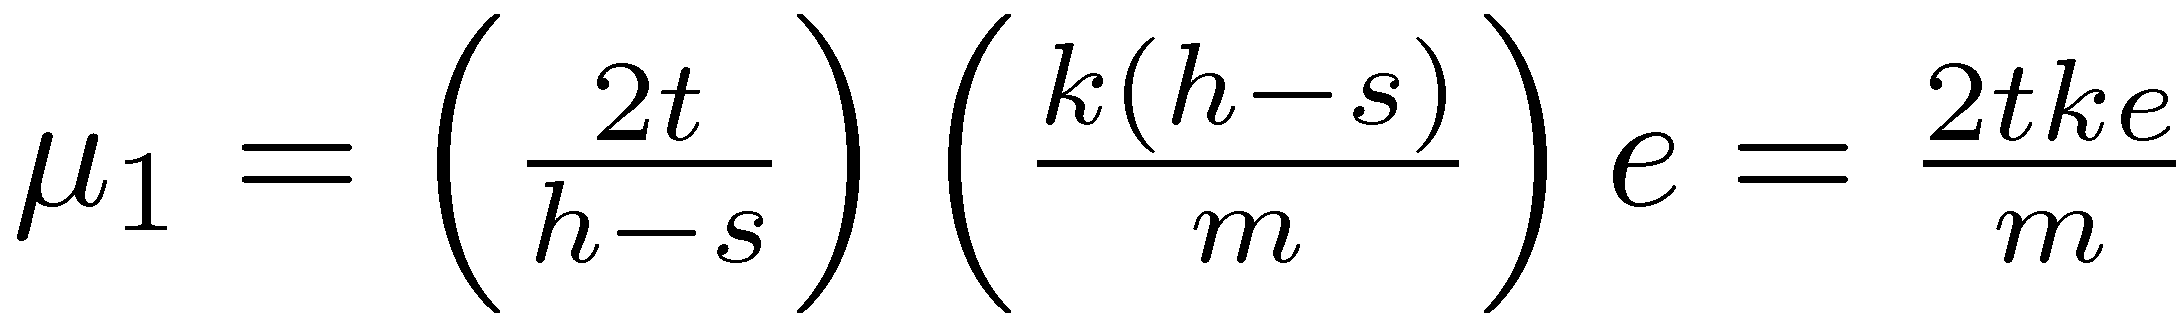 μ₁ = (2t/(h−s)) (k(h−s)/m) e = 2tke/m